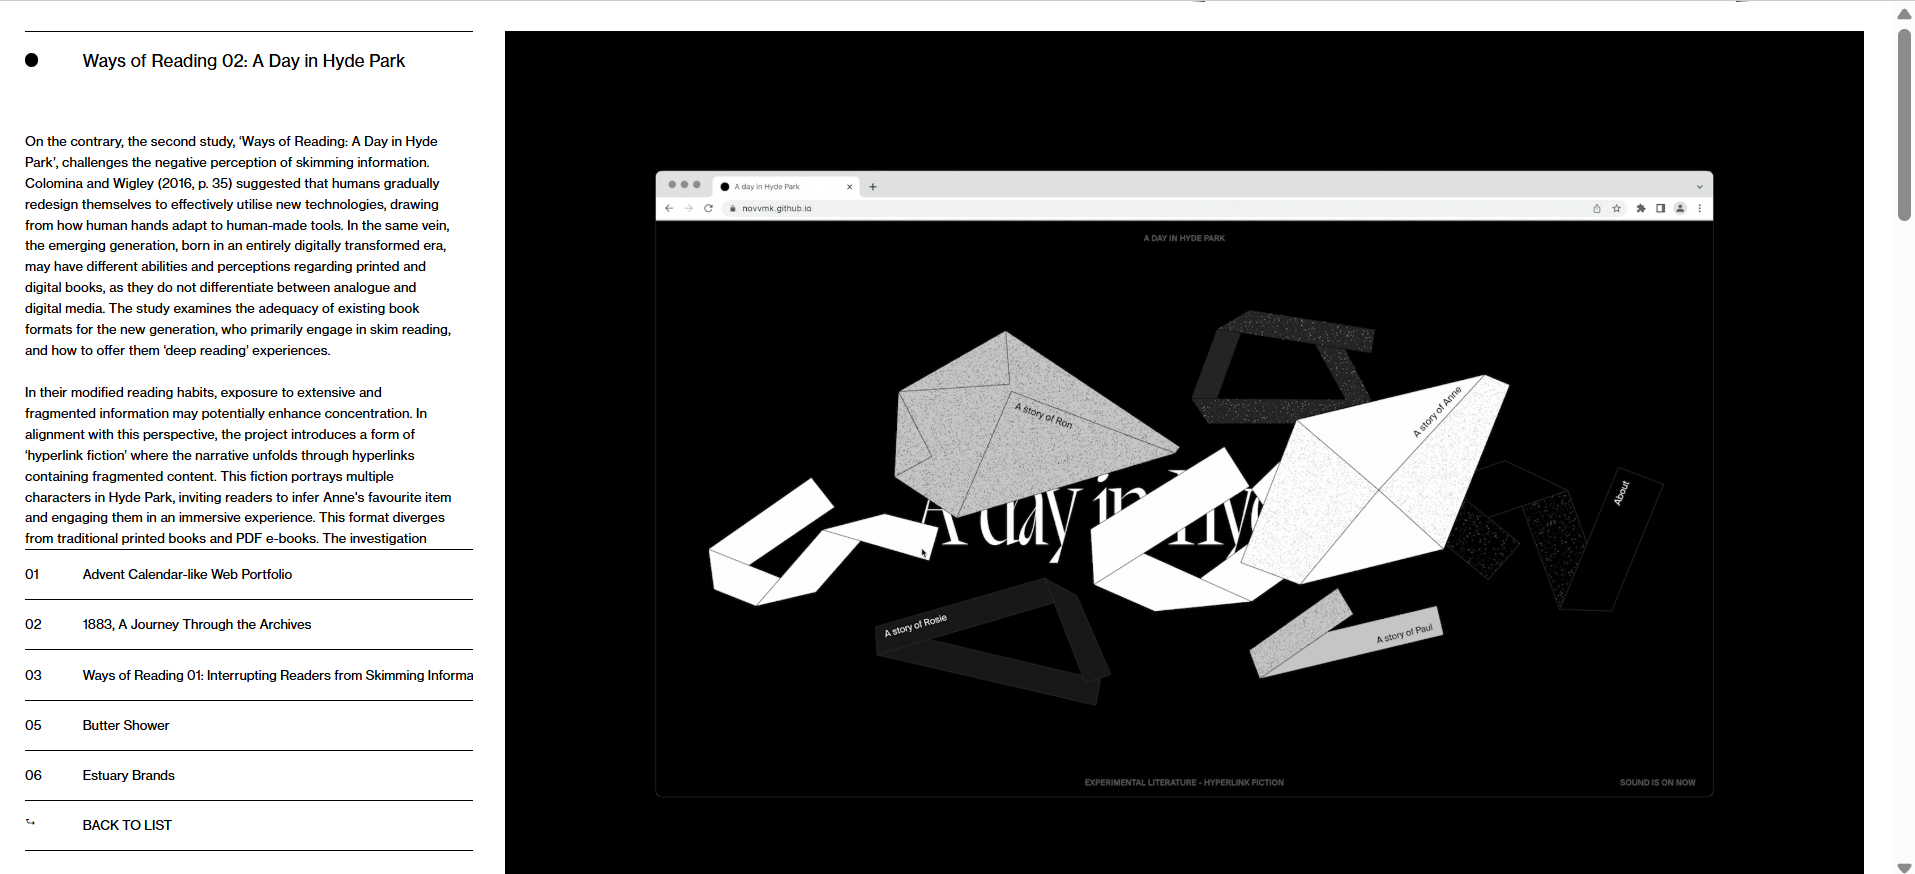 Ways of Reading 02: A Day in Hyde Park
On the contrary, the second study, ‘Ways of Reading: A Day in Hyde
Park’, challenges the negative perception of skimming information.
Colomina and Wigley (2016, p. 35) suggested that humans gradually
redesign themselves to effectively utilise new technologies, drawing
from how human hands adapt to human-made tools. In the same vein,
the emerging generation, born in an entirely digitally transformed era,
may have different abilities and perceptions regarding printed and
digital books, as they do not differentiate between analogue and
digital media. The study examines the adequacy of existing book
formats for the new generation, who primarily engage in skim reading,
and how to offer them ‘deep reading’ experiences.
In their modified reading habits, exposure to extensive and
fragmented information may potentially enhance concentration. In
alignment with this perspective, the project introduces a form of
‘hyperlink fiction’ where the narrative unfolds through hyperlinks
containing fragmented content. This fiction portrays multiple
characters in Hyde Park, inviting readers to infer Anne's favourite item
and engaging them in an immersive experience. This format diverges
from traditional printed books and PDF e-books. The investigation
01 Advent Calendar-like Web Portfolio
02 1883, A Journey Through the Archives
03 Ways of Reading 01: Interrupting Readers from Skimming Informa
05 Butter Shower
06 Estuary Brands
BACK TO LIST
A day in Hyde Park
novvmk.github.io
A DAY IN HYDE PARK
A story of Ron
A story of Anne
About
A day in Hyd
A story of Rosie
A story of Paul
EXPERIMENTAL LITERATURE - HYPERLINK FICTION
SOUND IS ON NOW